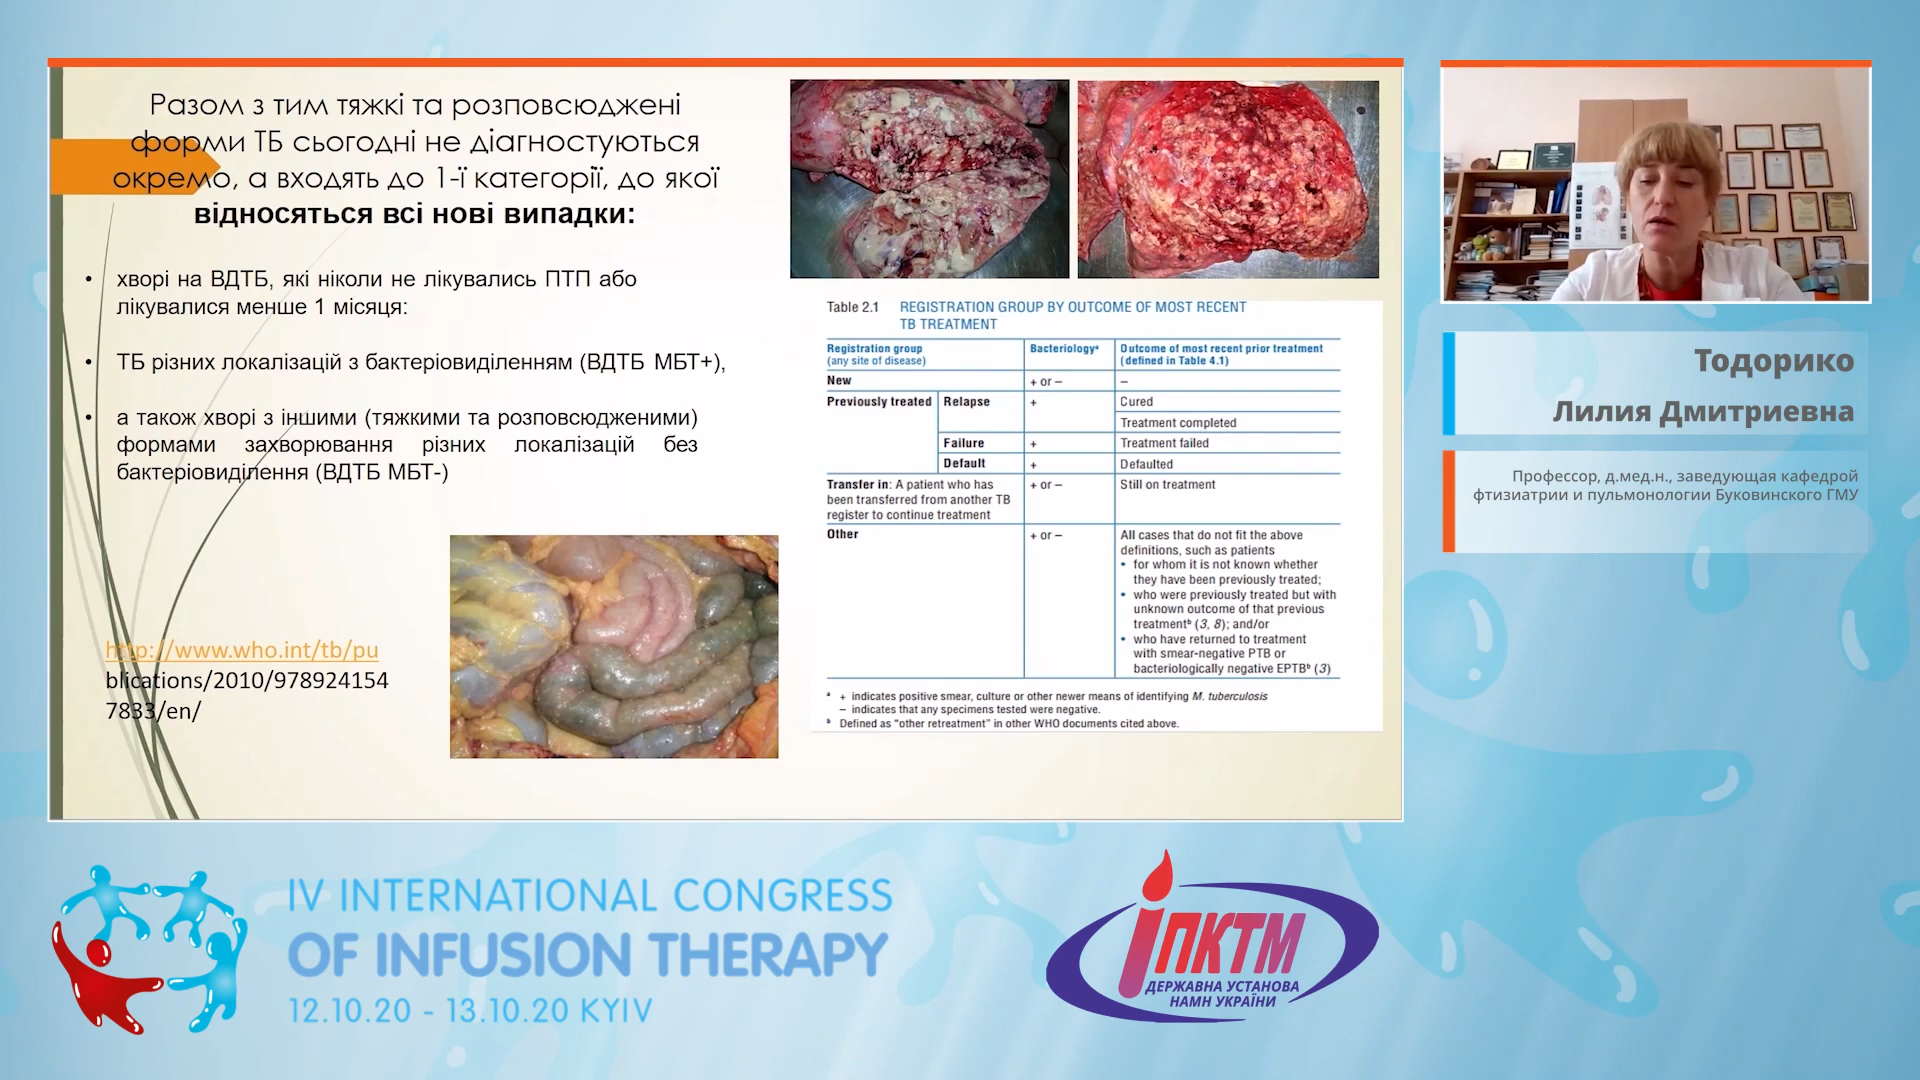 Разом з тим тяжкі та розповсюджені
форми ТБ сьогодні не діагностуються
окремо, а входять до 1-ї категорії, до якої
відносяться всі нові випадки:
• хворі на ВДТБ, які ніколи не лікувались ПТП або
лікувалися менше 1 місяця:
• ТБ різних локалізацій з бактеріовиділенням (ВДТБ МБТ+),
• а також хворі з іншими (тяжкими та розповсюдженими)
формами захворювання різних локалізацій без
бактеріовиділення (ВДТБ МБТ-)
http://www.who.int/tb/pu
blications/2010/978924154
7833/en/
Table 2.1 REGISTRATION GROUP BY OUTCOME OF MOST RECENT
TB TREATMENT
Registration group Bacteriologyᵃ Outcome of most recent prior treatment
(any site of disease) (defined in Table 4.1)
New + or – –
Previously treated Relapse + Cured
Treatment completed
Failure + Treatment failed
Default + Defaulted
Transfer in: A patient who has + or – Still on treatment
been transferred from another TB
register to continue treatment
Other + or – All cases that do not fit the above
definitions, such as patients
• for whom it is not known whether
they have been previously treated;
• who were previously treated but with
unknown outcome of that previous
treatmentᵇ (3, 8); and/or
• who have returned to treatment
with smear-negative PTB or
bacteriologically negative EPTBᵇ (3)
ᵃ + indicates positive smear, culture or other newer means of identifying M. tuberculosis
– indicates that any specimens tested were negative.
ᵇ Defined as "other retreatment" in other WHO documents cited above.
Тодорико
Лилия Дмитриевна
Профессор, д.мед.н., заведующая кафедрой
фтизиатрии и пульмонологии Буковинского ГМУ
IV INTERNATIONAL CONGRESS
OF INFUSION THERAPY
12.10.20 - 13.10.20 KYIV
ІПКТМ
ДЕРЖАВНА УСТАНОВА
НАМН УКРАЇНИ